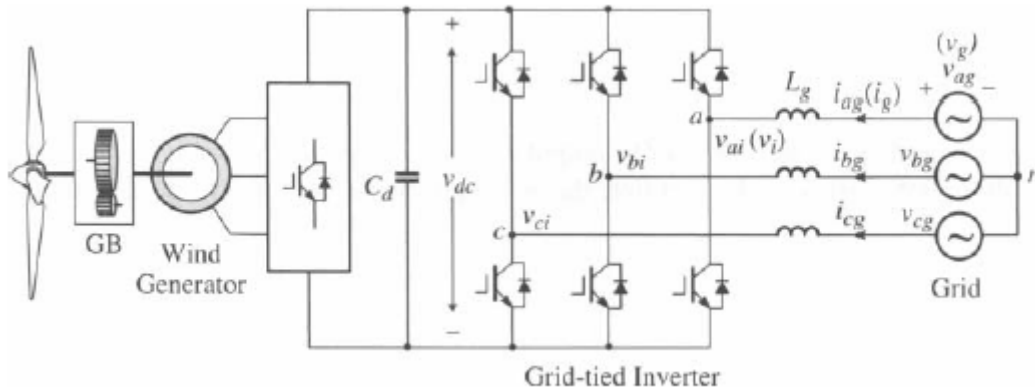 GB
Wind
Generator
C_d
+
v_dc
−
a
b
c
v_ai (v_i)
v_bi
v_ci
L_g
i_ag (i_g)
i_bg
i_cg
(v_g)
v_ag
+ −
v_bg
v_cg
Grid
Grid-tied Inverter